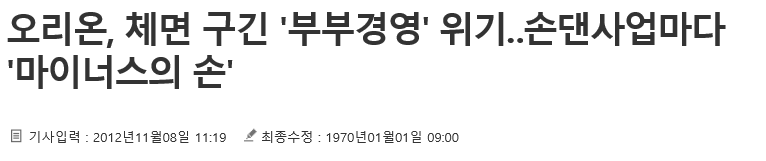 오리온, 체면 구긴 '부부경영' 위기..손댄사업마다
'마이너스의 손'
기사입력 : 2012년11월08일 11:19 최종수정 : 1970년01월01일 09:00